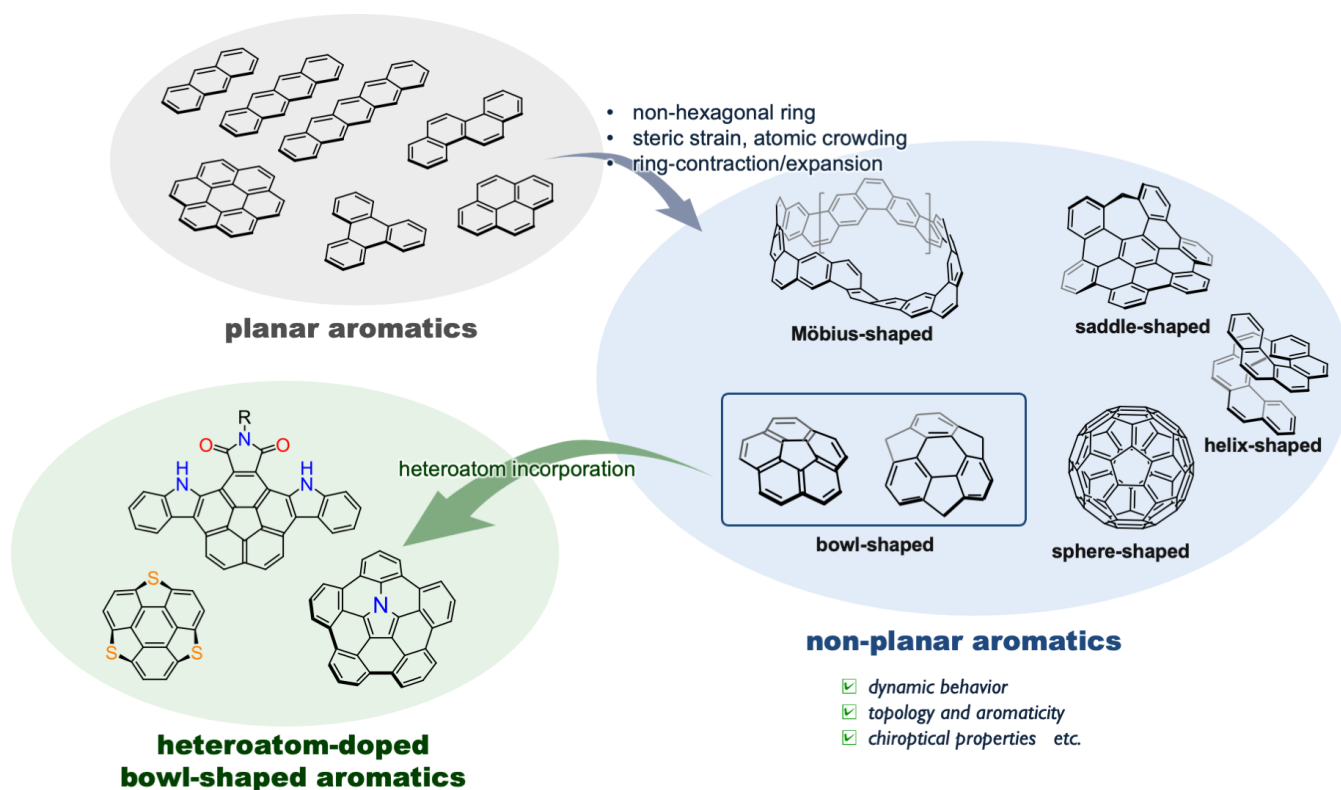 • non-hexagonal ring
• steric strain, atomic crowding
• ring-contraction/expansion
planar aromatics
Möbius-shaped
saddle-shaped
helix-shaped
bowl-shaped
sphere-shaped
heteroatom incorporation
R
O N O
H H
N N
S
N
S S
non-planar aromatics
☑ dynamic behavior
☑ topology and aromaticity
☑ chiroptical properties etc.
heteroatom-doped
bowl-shaped aromatics